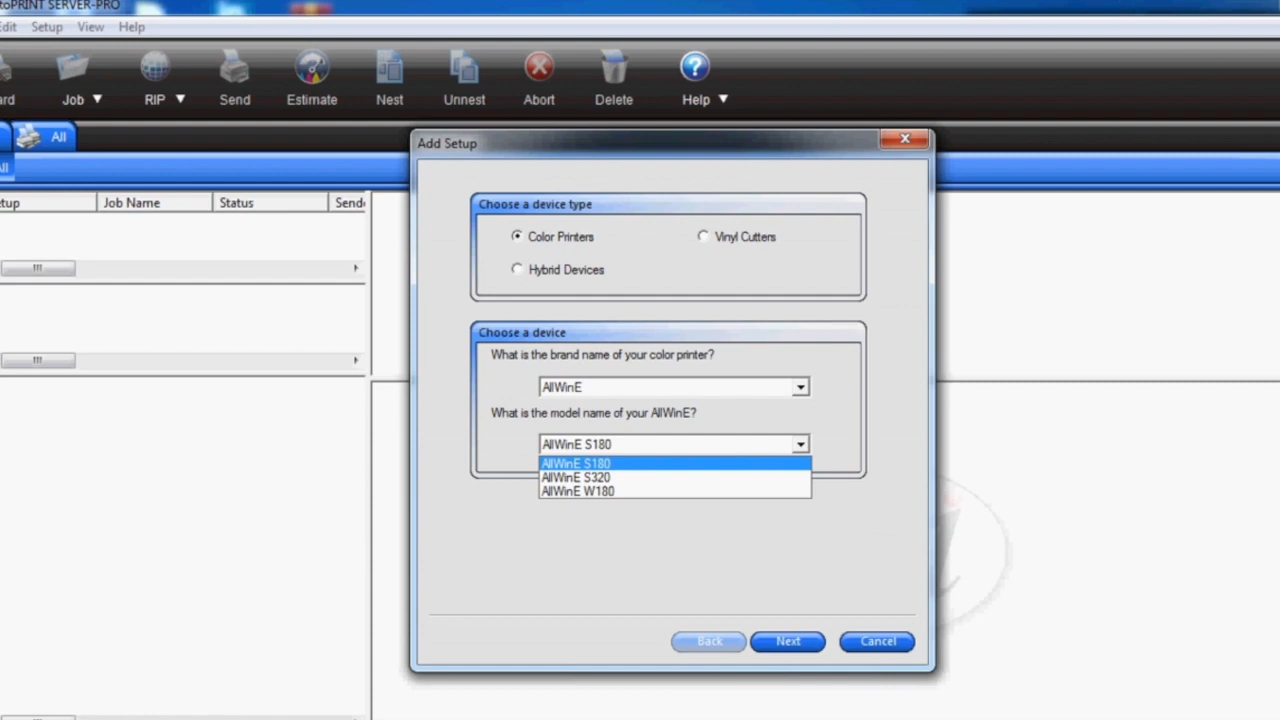 toPRINT SERVER-PRO
Edit Setup View Help
ard Job RIP Send Estimate Nest Unnest Abort Delete Help
All
All
etup Job Name Status Sende
Add Setup
Choose a device type
Color Printers Vinyl Cutters
Hybrid Devices
Choose a device
What is the brand name of your color printer?
AllWinE
What is the model name of your AllWinE?
AllWinE S180
AllWinE S180
AllWinE S320
AllWinE W180
Back Next Cancel